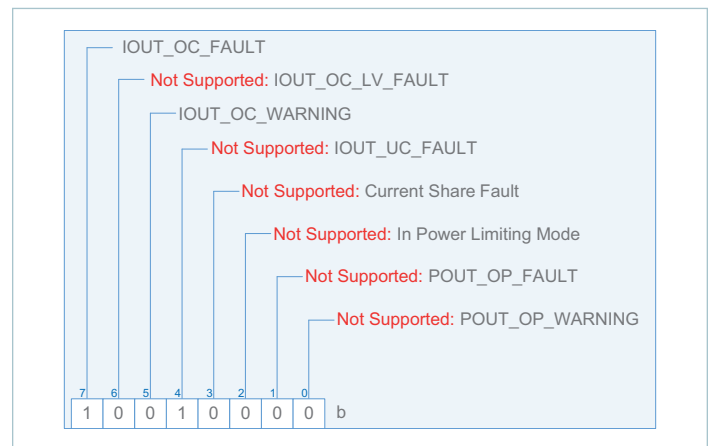 IOUT_OC_FAULT
Not Supported: IOUT_OC_LV_FAULT
IOUT_OC_WARNING
Not Supported: IOUT_UC_FAULT
Not Supported: Current Share Fault
Not Supported: In Power Limiting Mode
Not Supported: POUT_OP_FAULT
Not Supported: POUT_OP_WARNING
7 6 5 4 3 2 1 0
1 0 0 1 0 0 0 0 b